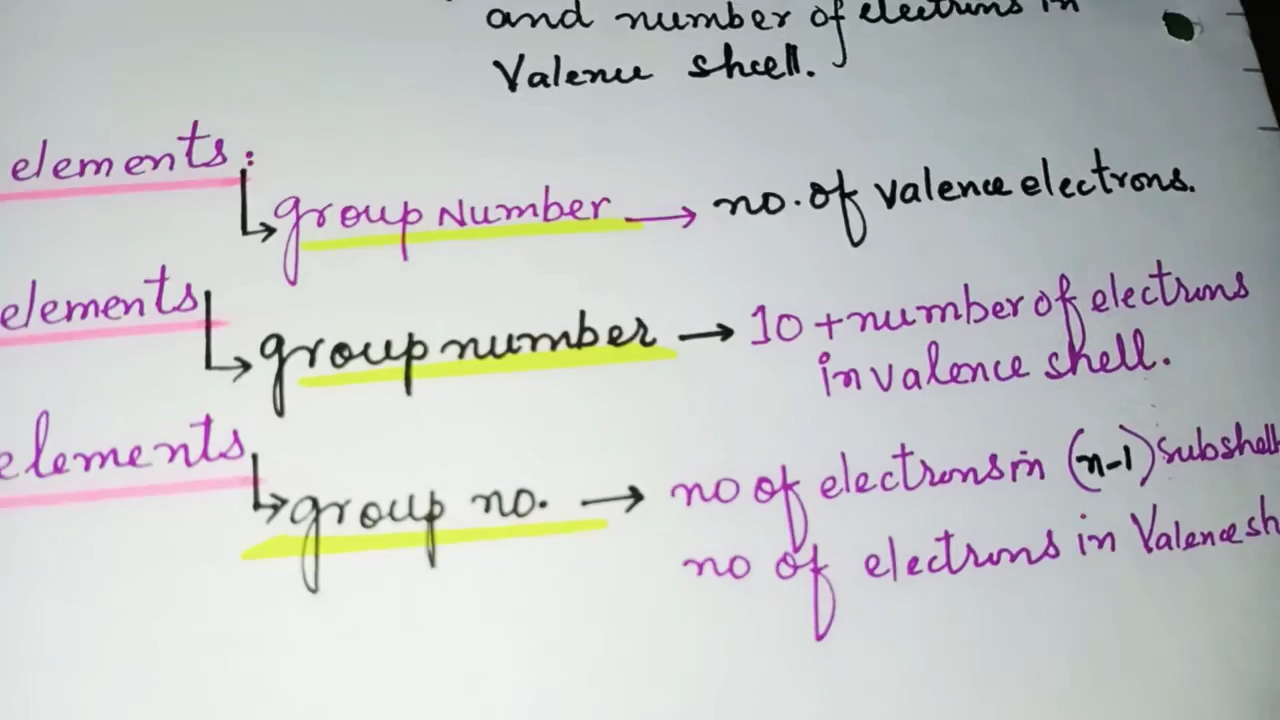 and number of electrons in
Valence shell.
elements:
group Number → no. of valence electrons.
elements
group number → 10 + number of electrons
in valence shell.
elements
group no. → no of electrons in (n-1) subshell
no of electrons in Valence sh